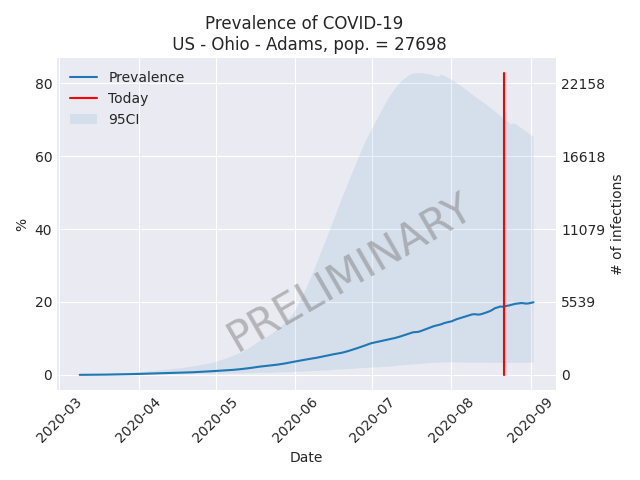 Prevalence of COVID-19
US - Ohio - Adams, pop. = 27698
Prevalence
Today
95CI
80
60
40
20
0
%
22158
16618
11079
5539
0
# of infections
PRELIMINARY
2020-03
2020-04
2020-05
2020-06
2020-07
2020-08
2020-09
Date